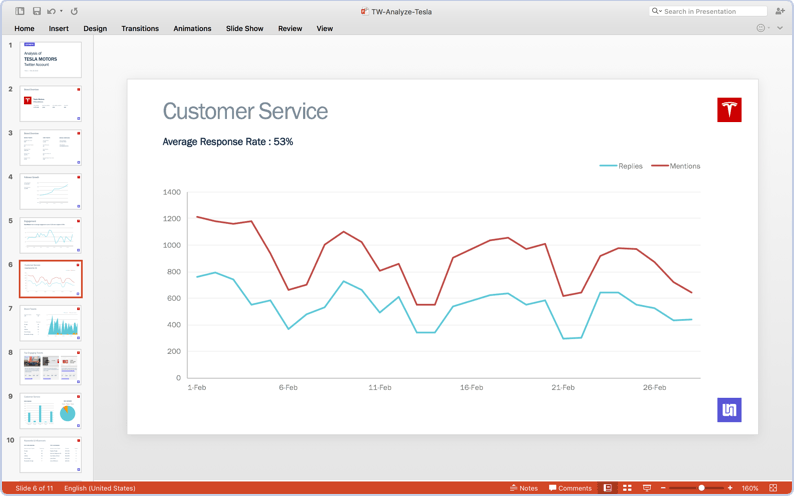 TW-Analyze-Tesla
Search in Presentation
Home Insert Design Transitions Animations Slide Show Review View
1
Analysis of
TESLA MOTORS
Twitter Account
2
3
4
5
6
7
8
9
10
Customer Service
Average Response Rate : 53%
Replies Mentions
1400
1200
1000
800
600
400
200
0
1-Feb 6-Feb 11-Feb 16-Feb 21-Feb 26-Feb
Slide 6 of 11 English (United States) Notes Comments 160%